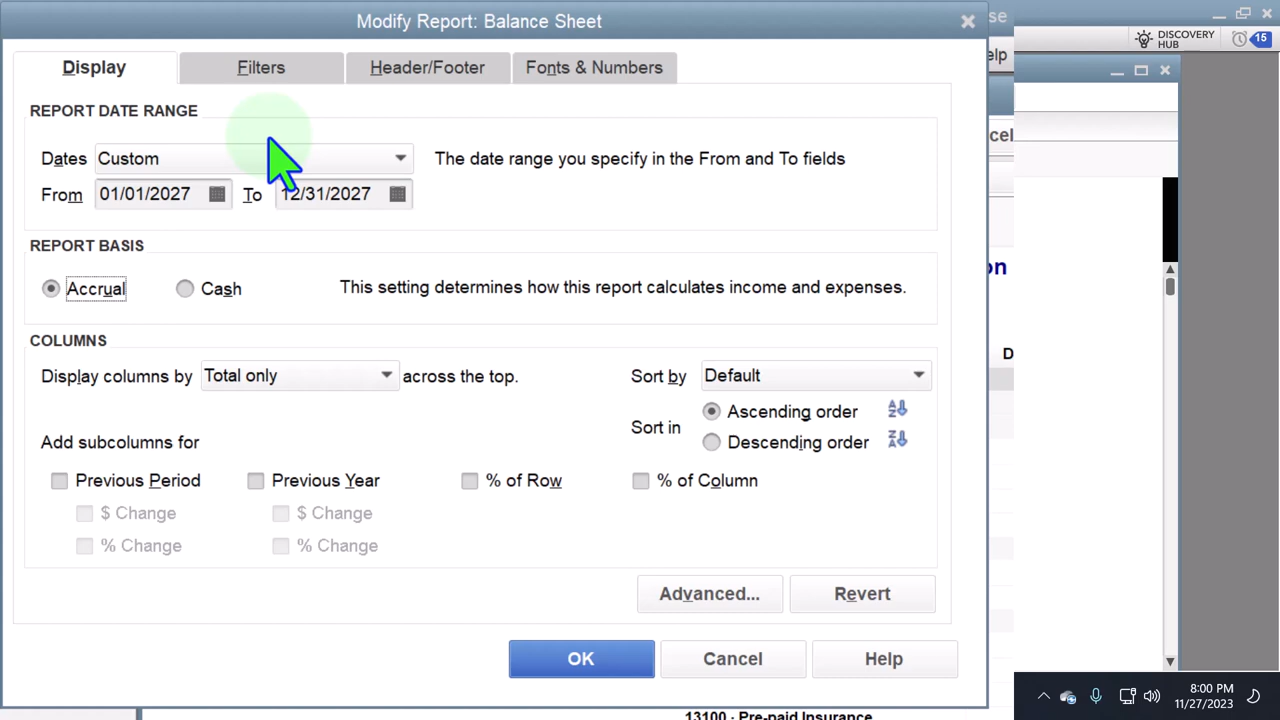 Modify Report: Balance Sheet
se
DISCOVERY
HUB
15
elp
Display
Filters
Header/Footer
Fonts & Numbers
REPORT DATE RANGE
cel
Dates
Custom
The date range you specify in the From and To fields
From
01/01/2027
To
12/31/2027
REPORT BASIS
on
Accrual
Cash
This setting determines how this report calculates income and expenses.
COLUMNS
D
Display columns by
Total only
across the top.
Sort by
Default
Ascending order
Sort in
Add subcolumns for
Descending order
Previous Period
Previous Year
% of Row
% of Column
$ Change
$ Change
% Change
% Change
Advanced...
Revert
OK
Cancel
Help
8:00 PM
11/27/2023
13100 · Pre-paid Insurance